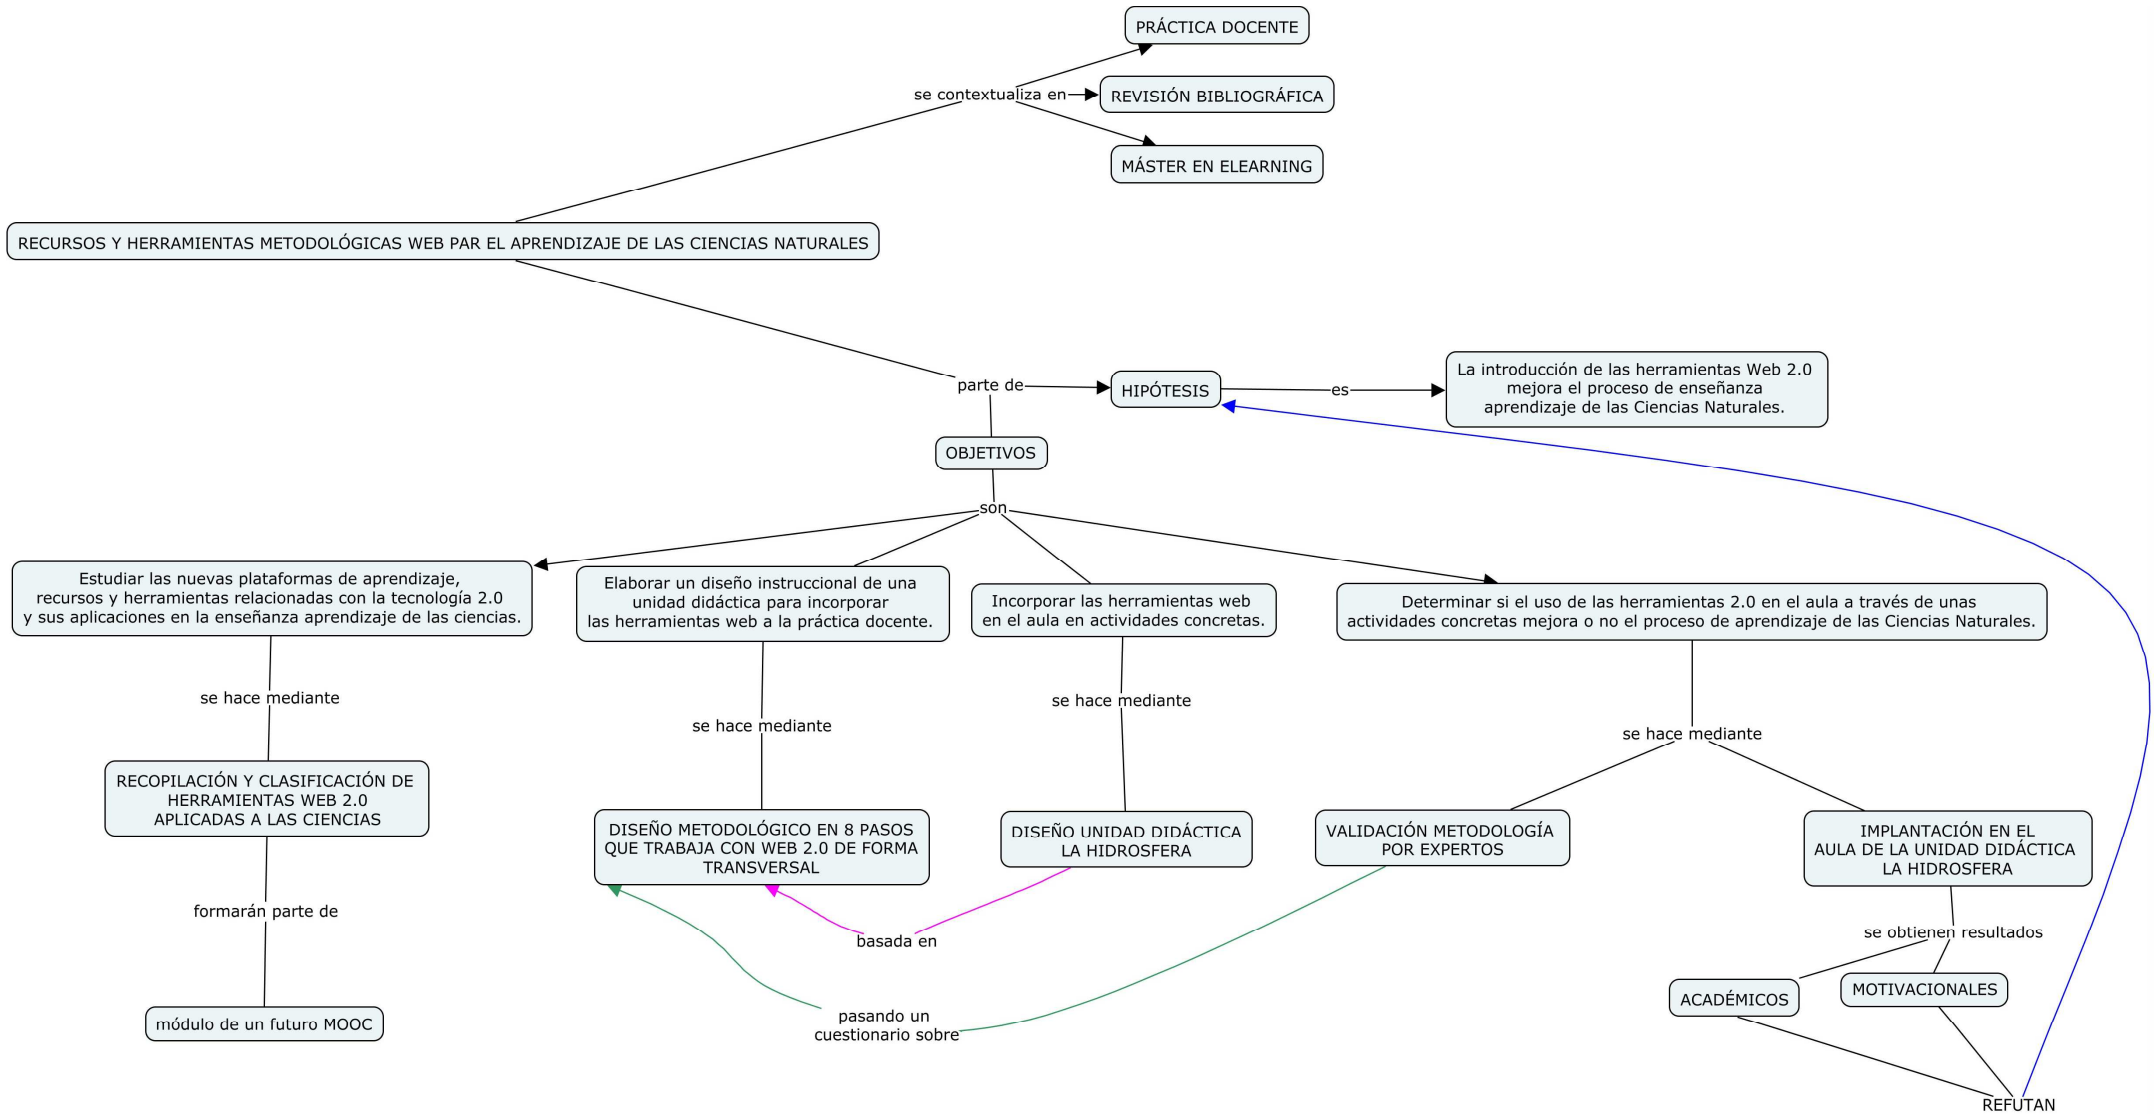 PRÁCTICA DOCENTE
se contextualiza en
REVISIÓN BIBLIOGRÁFICA
MÁSTER EN ELEARNING
RECURSOS Y HERRAMIENTAS METODOLÓGICAS WEB PAR EL APRENDIZAJE DE LAS CIENCIAS NATURALES
parte de
HIPÓTESIS
es
La introducción de las herramientas Web 2.0
mejora el proceso de enseñanza
aprendizaje de las Ciencias Naturales.
OBJETIVOS
son
Estudiar las nuevas plataformas de aprendizaje,
recursos y herramientas relacionadas con la tecnología 2.0
y sus aplicaciones en la enseñanza aprendizaje de las ciencias.
Elaborar un diseño instruccional de una
unidad didáctica para incorporar
las herramientas web a la práctica docente.
Incorporar las herramientas web
en el aula en actividades concretas.
Determinar si el uso de las herramientas 2.0 en el aula a través de unas
actividades concretas mejora o no el proceso de aprendizaje de las Ciencias Naturales.
se hace mediante
se hace mediante
se hace mediante
se hace mediante
RECOPILACIÓN Y CLASIFICACIÓN DE
HERRAMIENTAS WEB 2.0
APLICADAS A LAS CIENCIAS
DISEÑO METODOLÓGICO EN 8 PASOS
QUE TRABAJA CON WEB 2.0 DE FORMA
TRANSVERSAL
DISEÑO UNIDAD DIDÁCTICA
LA HIDROSFERA
VALIDACIÓN METODOLOGÍA
POR EXPERTOS
IMPLANTACIÓN EN EL
AULA DE LA UNIDAD DIDÁCTICA
LA HIDROSFERA
formarán parte de
basada en
se obtienen resultados
módulo de un futuro MOOC
pasando un
cuestionario sobre
ACADÉMICOS
MOTIVACIONALES
REFUTAN